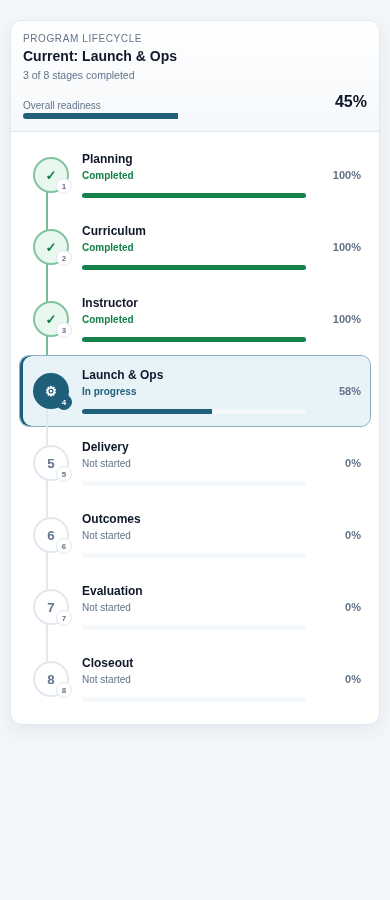 PROGRAM LIFECYCLE
Current: Launch & Ops
3 of 8 stages completed
Overall readiness
45%
Planning
✓
Completed
100%
1
Curriculum
✓
Completed
100%
2
Instructor
✓
Completed
100%
3
Launch & Ops
In progress
58%
4
Delivery
5
Not started
0%
5
Outcomes
6
Not started
0%
6
Evaluation
7
Not started
0%
7
Closeout
8
Not started
0%
8